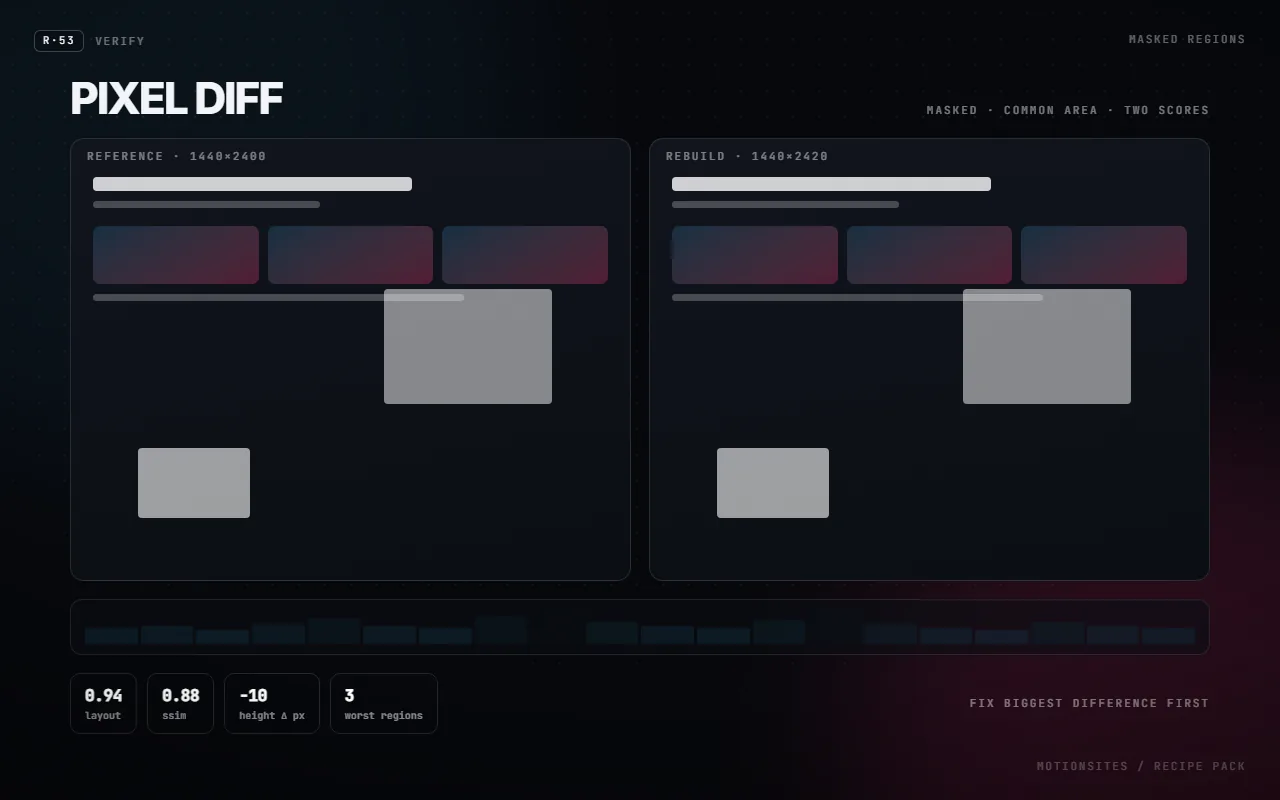 R·53 VERIFY
MASKED REGIONS
PIXEL DIFF
MASKED · COMMON AREA · TWO SCORES
REFERENCE · 1440×2400
REBUILD · 1440×2420
0.94
layout
0.88
ssim
-10
height Δ px
3
worst regions
FIX BIGGEST DIFFERENCE FIRST
MOTIONSITES / RECIPE PACK